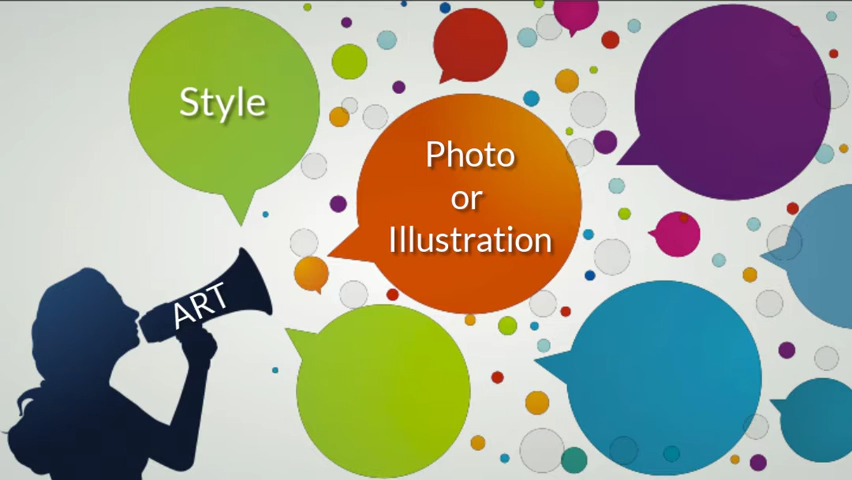 Style
Photo
or
Illustration
ART